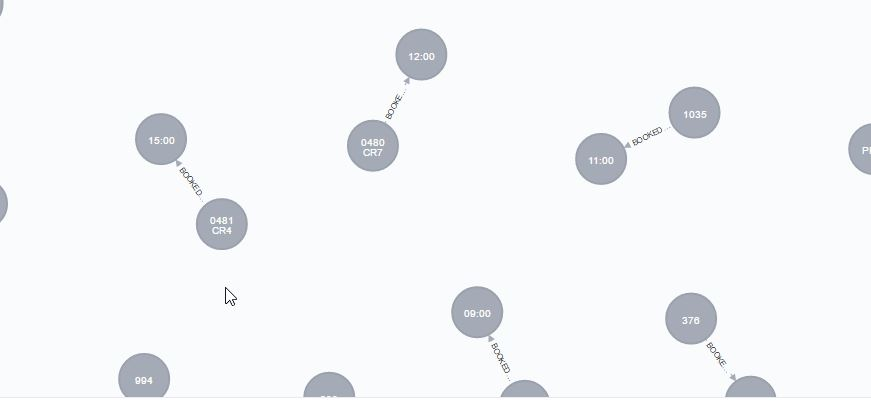 12:00
BOOKE...
0480
CR7
1035
BOOKED ...
11:00
15:00
BOOKED...
0481
CR4
09:00
BOOKED ...
376
BOOKE...
994